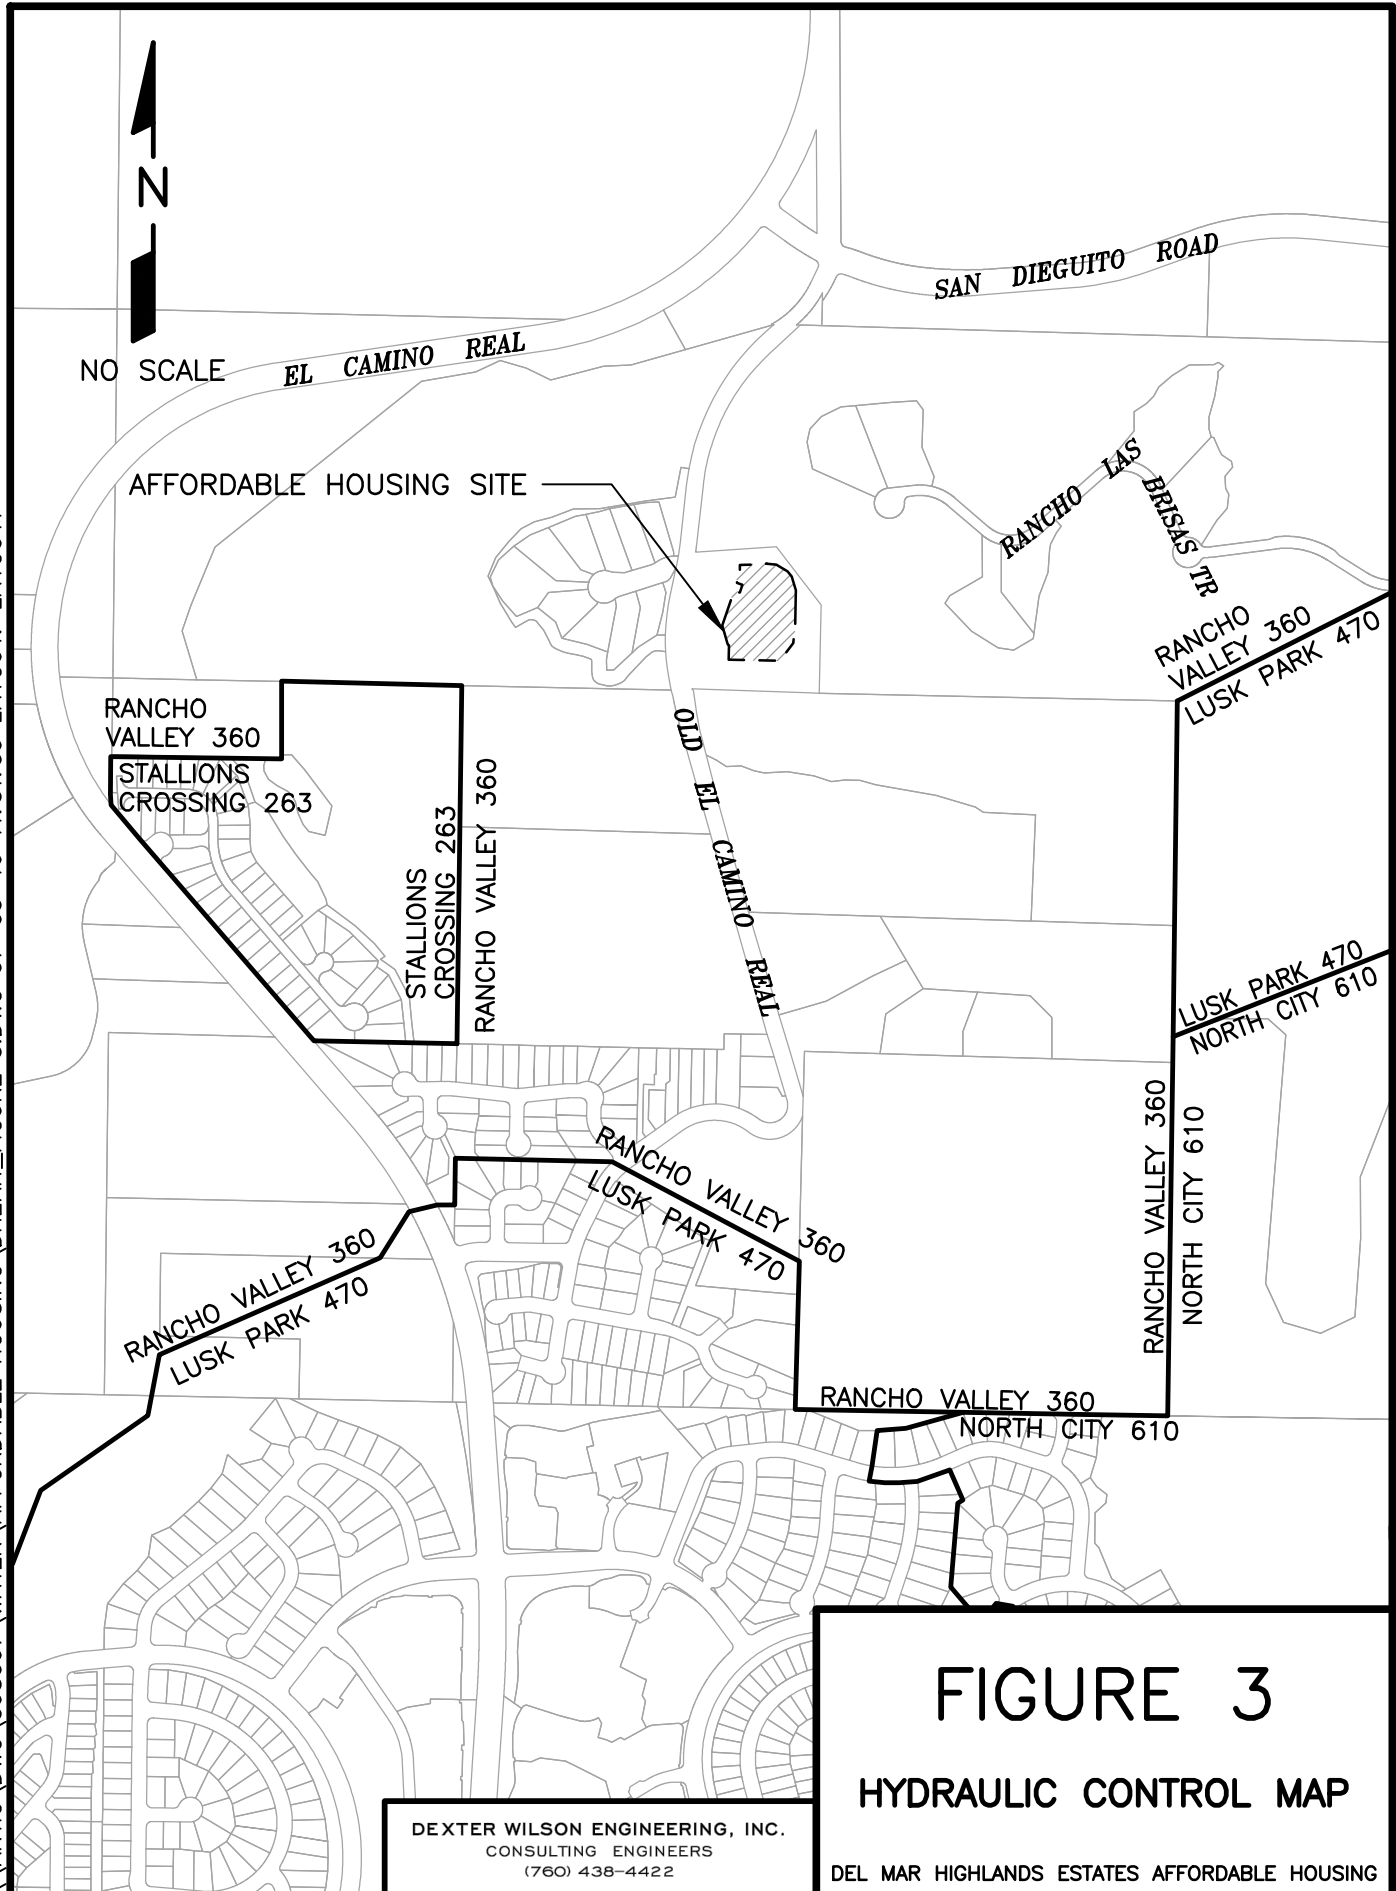 N
NO SCALE
SAN DIEGUITO ROAD
EL CAMINO REAL
AFFORDABLE HOUSING SITE
RANCHO LAS BRISAS TR
RANCHO
VALLEY 360
LUSK PARK 470
RANCHO
VALLEY 360
STALLIONS
CROSSING 263
STALLIONS
CROSSING 263
RANCHO VALLEY 360
OLD EL CAMINO REAL
LUSK PARK 470
NORTH CITY 610
RANCHO VALLEY 360
NORTH CITY 610
RANCHO VALLEY 360
LUSK PARK 470
RANCHO VALLEY 360
LUSK PARK 470
RANCHO VALLEY 360
NORTH CITY 610
FIGURE 3
HYDRAULIC CONTROL MAP
DEL MAR HIGHLANDS ESTATES AFFORDABLE HOUSING
DEXTER WILSON ENGINEERING, INC.
CONSULTING ENGINEERS
(760) 438-4422